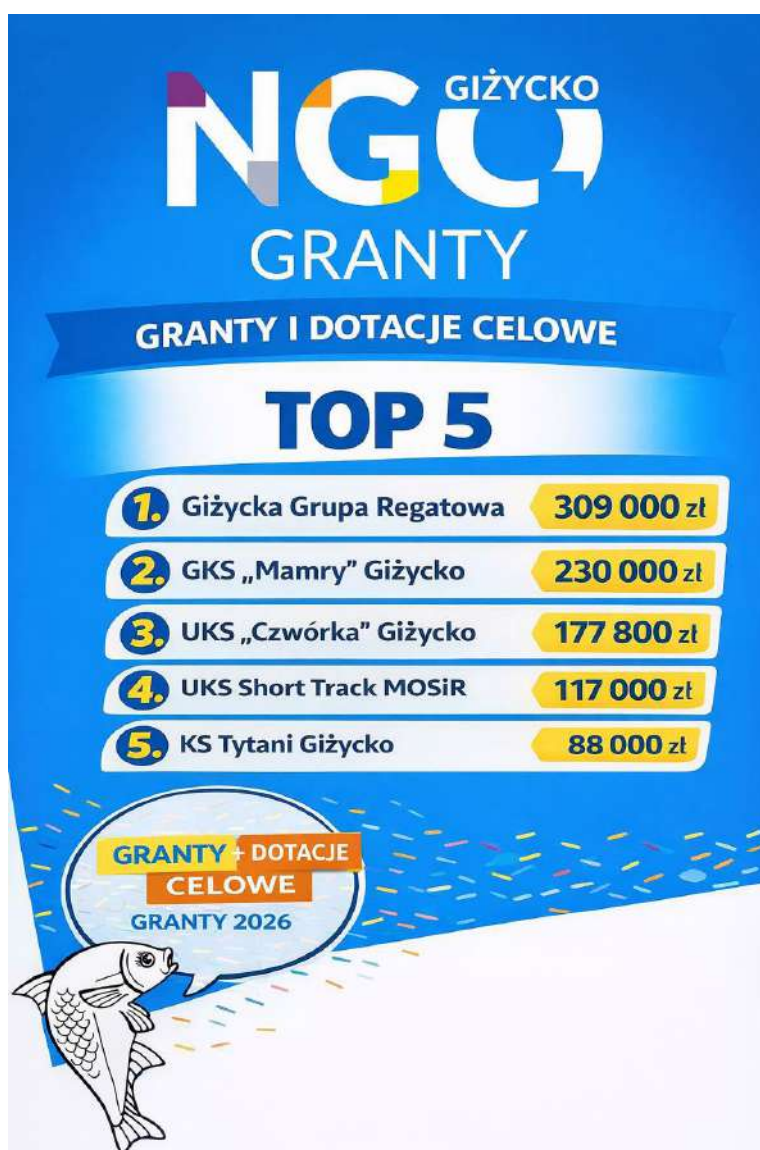 NGO GIŻYCKO
GRANTY
GRANTY I DOTACJE CELOWE
TOP 5
1. Giżycka Grupa Regatowa 309 000 zł
2. GKS „Mamry” Giżycko 230 000 zł
3. UKS „Czwórka” Giżycko 177 800 zł
4. UKS Short Track MOSiR 117 000 zł
5. KS Tytani Giżycko 88 000 zł
GRANTY + DOTACJE
CELOWE
GRANTY 2026